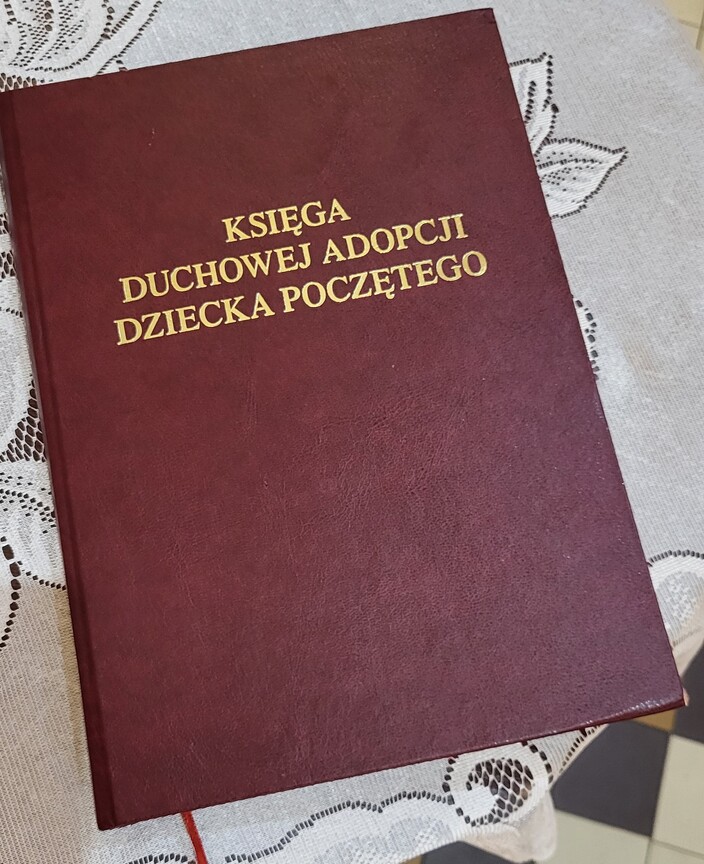 KSIĘGA
DUCHOWEJ ADOPCJI
DZIECKA POCZĘTEGO